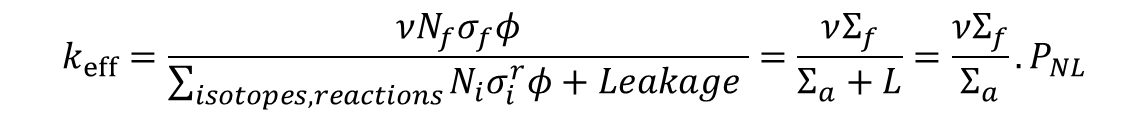 k_eff = νN_fσ_fϕ / (∑_{isotopes,reactions} N_iσ_i^rϕ + Leakage) = νΣ_f / (Σ_a + L) = νΣ_f / Σ_a . P_NL